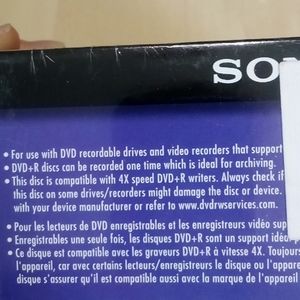 SON
• For use with DVD recordable drives and video recorders that support
• DVD+R discs can be recorded one time which is ideal for archiving.
• This disc is compatible with 4X speed DVD+R writers. Always check if
this disc on some drives/recorders might damage the disc or device.
with your device manufacturer or refer to www.dvdrwservices.com.
• Pour les lecteurs de DVD enregistrables et les enregistreurs vidéo supp
• Enregistrables une seule fois, les disques DVD+R sont un support idéal p
• Ce disque est compatible avec les graveurs DVD+R à vitesse 4X. Toujours
l'appareil, car avec certains lecteurs/enregistreurs le disque ou l'appa
s'assurer qu'il est compatible avec la marque de l'appareil